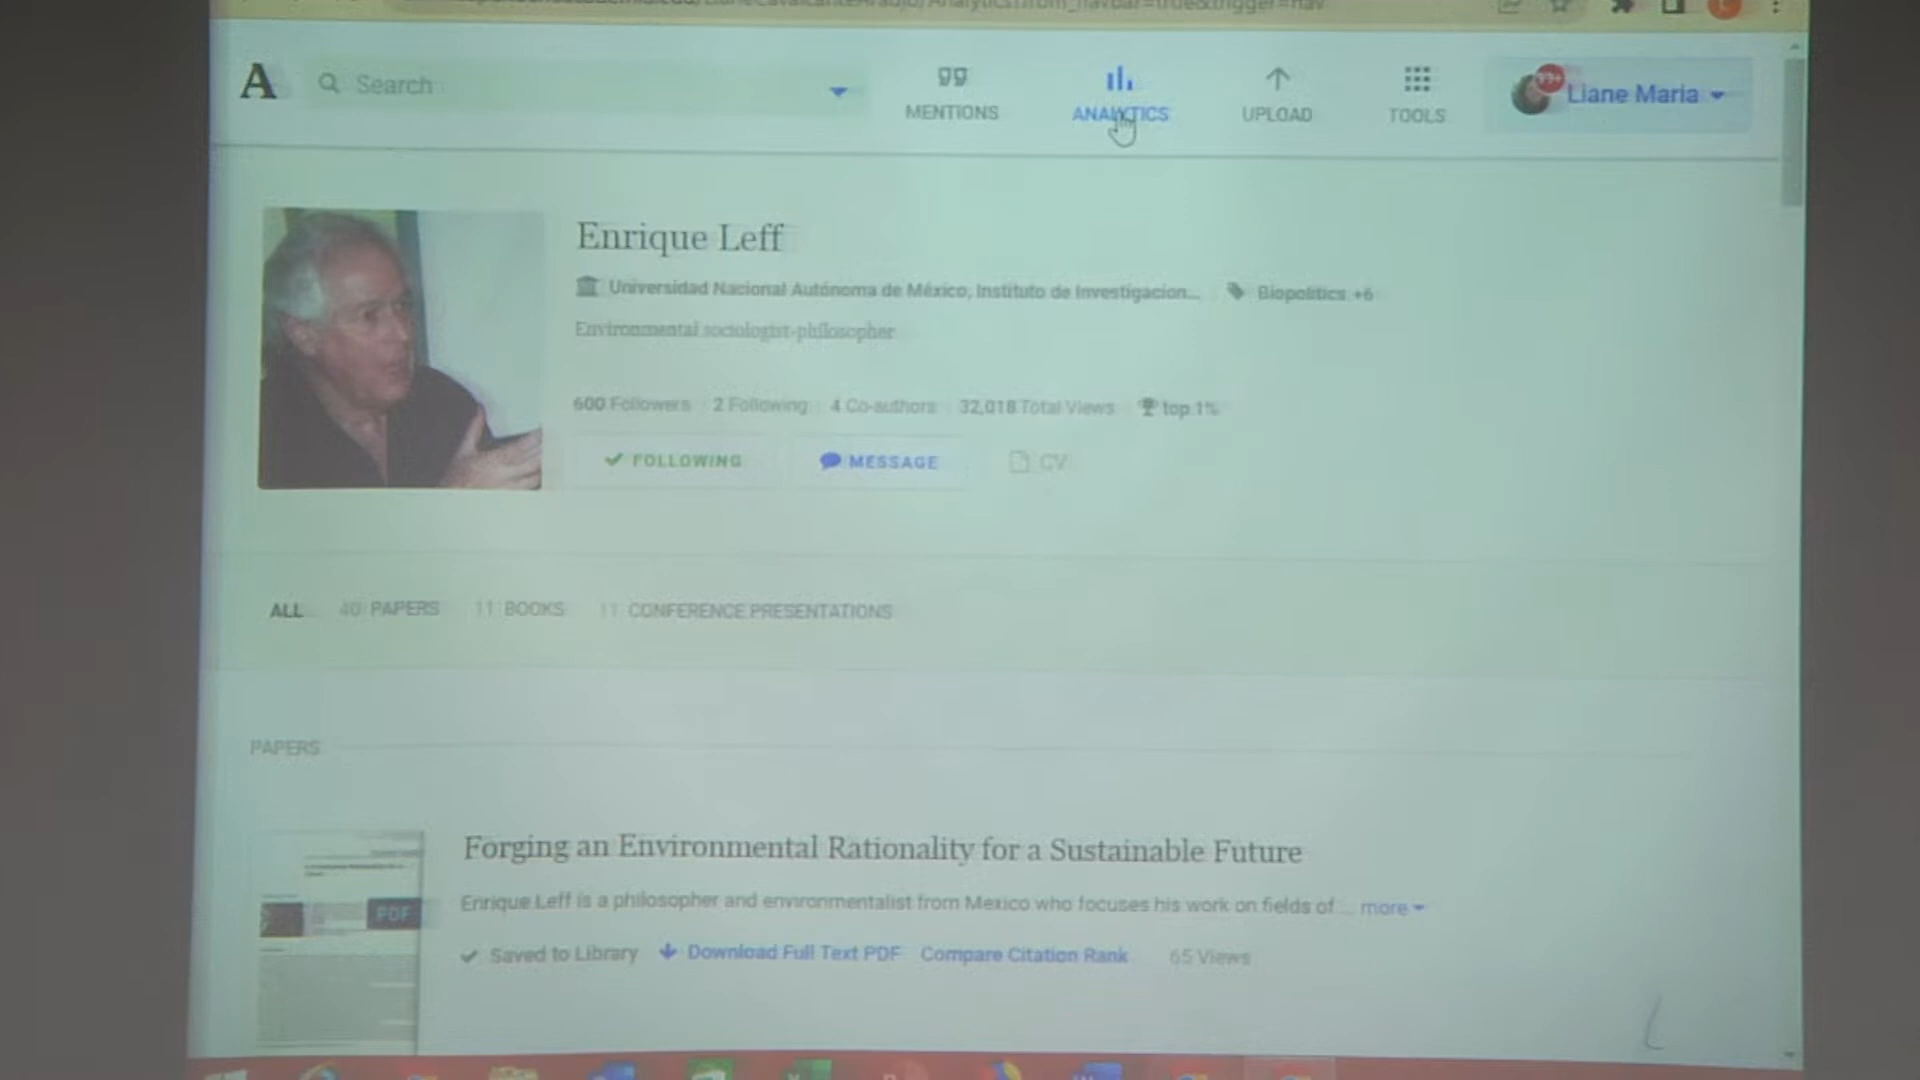 A Search MENTIONS ANALYTICS UPLOAD TOOLS 99+ Liane Maria
Enrique Leff
Universidad Nacional Autónoma de México, Instituto de Investigacion... Biopolitics +6
Environmental sociologist-philosopher
600 Followers 2 Following 4 Co-authors 32,018 Total Views top 1%
FOLLOWING MESSAGE CV
ALL 40 PAPERS 11 BOOKS 11 CONFERENCE PRESENTATIONS
PAPERS
Forging an Environmental Rationality for a Sustainable Future
PDF
Enrique Leff is a philosopher and environmentalist from Mexico who focuses his work on fields of ... more
Saved to Library Download Full Text PDF Compare Citation Rank 65 Views